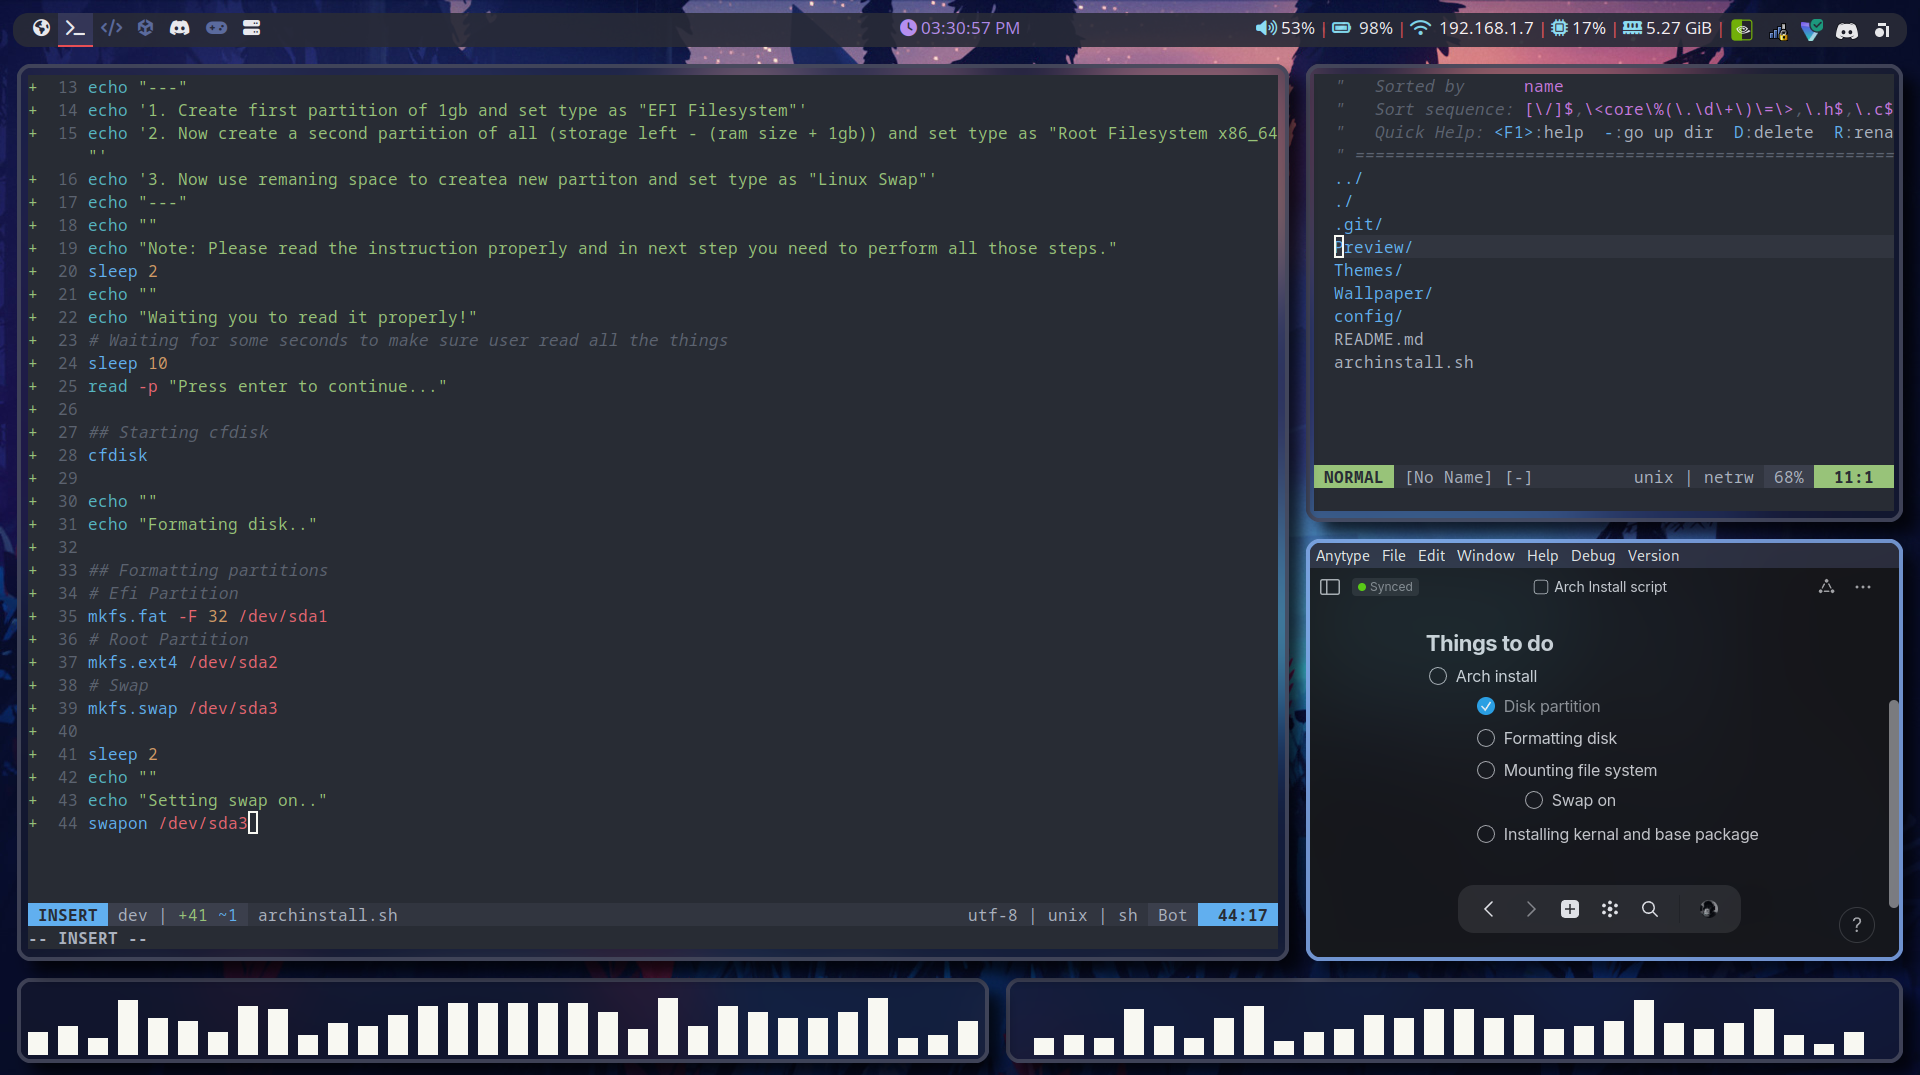 03:30:57 PM
53% | 98% | 192.168.1.7 | 17% 5.27 GiB |
+ 13 echo "---"
+ 14 echo '1. Create first partition of 1gb and set type as "EFI Filesystem"'
+ 15 echo '2. Now create a second partition of all (storage left - (ram size + 1gb)) and set type as "Root Filesystem x86_64
"'
+ 16 echo '3. Now use remaning space to createa new partiton and set type as "Linux Swap"'
+ 17 echo "---"
+ 18 echo ""
+ 19 echo "Note: Please read the instruction properly and in next step you need to perform all those steps."
+ 20 sleep 2
+ 21 echo ""
+ 22 echo "Waiting you to read it properly!"
+ 23 # Waiting for some seconds to make sure user read all the things
+ 24 sleep 10
+ 25 read -p "Press enter to continue..."
+ 26
+ 27 ## Starting cfdisk
+ 28 cfdisk
+ 29
+ 30 echo ""
+ 31 echo "Formating disk.."
+ 32
+ 33 ## Formatting partitions
+ 34 # Efi Partition
+ 35 mkfs.fat -F 32 /dev/sda1
+ 36 # Root Partition
+ 37 mkfs.ext4 /dev/sda2
+ 38 # Swap
+ 39 mkfs.swap /dev/sda3
+ 40
+ 41 sleep 2
+ 42 echo ""
+ 43 echo "Setting swap on.."
+ 44 swapon /dev/sda3
INSERT dev | +41 ~1 archinstall.sh utf-8 | unix | sh Bot 44:17
-- INSERT --
" Sorted by name
" Sort sequence: [\/]$,\<core\%(\.\d\+\)\=\>,\.h$,\.c$
" Quick Help: <F1>:help -:go up dir D:delete R:rena
" ======================================================
../
./
.git/
Preview/
Themes/
Wallpaper/
config/
README.md
archinstall.sh
NORMAL [No Name] [-] unix | netrw 68% 11:1
Anytype File Edit Window Help Debug Version
Synced Arch Install script
Things to do
Arch install
Disk partition
Formatting disk
Mounting file system
Swap on
Installing kernal and base package
?